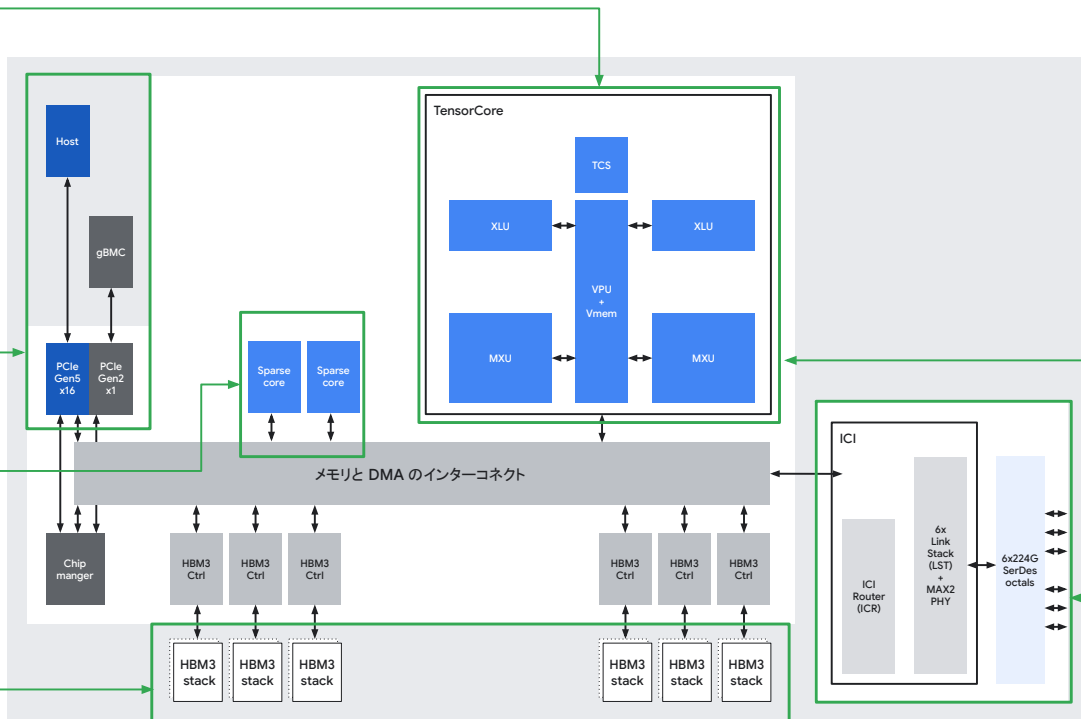 TensorCore
Host
TCS
XLU
XLU
gBMC
VPU
+
Vmem
MXU
MXU
PCIe
Gen5
x16
PCIe
Gen2
x1
Sparse
core
Sparse
core
ICI
メモリと DMA のインターコネクト
6x
Link
Stack
(LST)
+
MAX2
PHY
6x224G
SerDes
octals
ICI
Router
(ICR)
Chip
manger
HBM3
Ctrl
HBM3
Ctrl
HBM3
Ctrl
HBM3
Ctrl
HBM3
Ctrl
HBM3
Ctrl
HBM3
stack
HBM3
stack
HBM3
stack
HBM3
stack
HBM3
stack
HBM3
stack